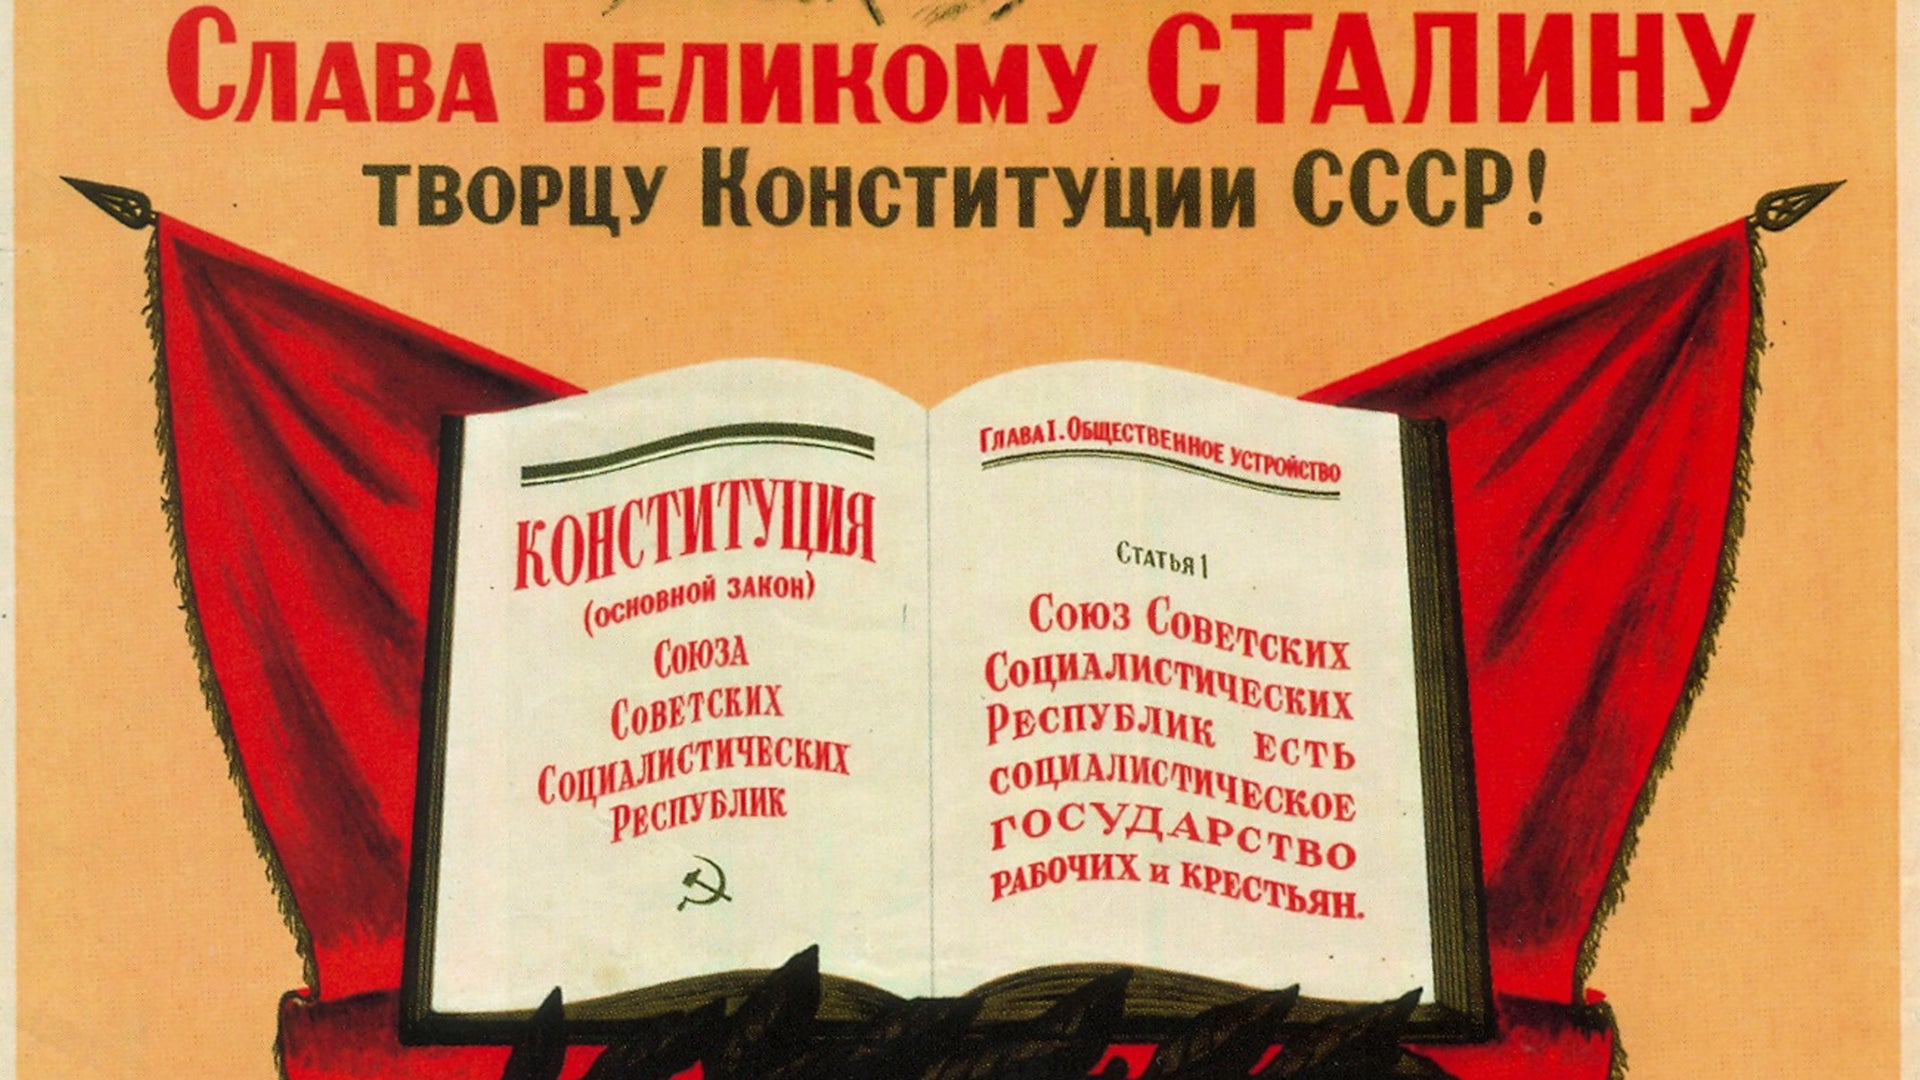 Слава великому СТАЛИНУ
творцу Конституции СССР!
КОНСТИТУЦИЯ
(основной закон)
Союза
Советских
Социалистических
Республик
Глава I. Общественное устройство
Статья 1
Союз Советских
Социалистических
Республик есть
социалистическое
государство
рабочих и крестьян.